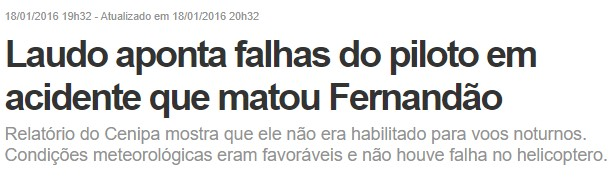 18/01/2016 19h32 - Atualizado em 18/01/2016 20h32
Laudo aponta falhas do piloto em
acidente que matou Fernandão
Relatório do Cenipa mostra que ele não era habilitado para voos noturnos.
Condições meteorológicas eram favoráveis e não houve falha no helicoptero.